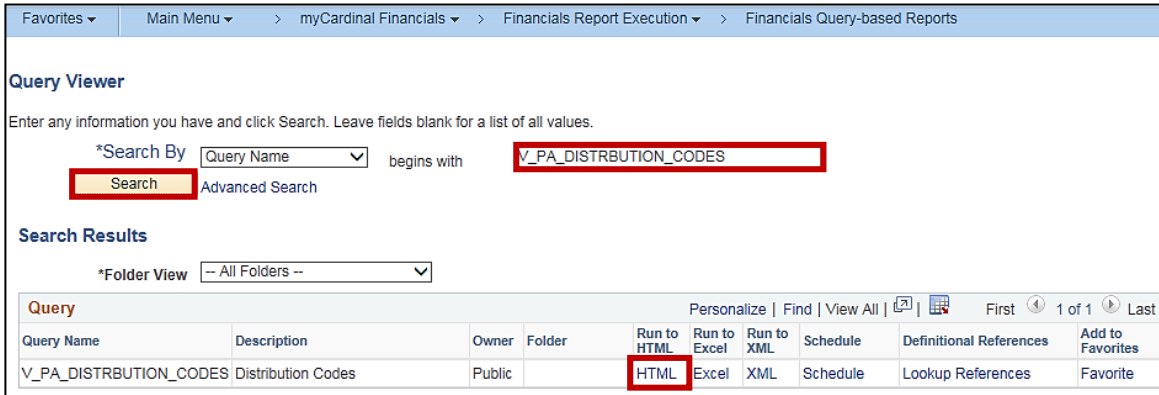 Favorites Main Menu > myCardinal Financials > Financials Report Execution > Financials Query-based Reports
Query Viewer
Enter any information you have and click Search. Leave fields blank for a list of all values.
*Search By Query Name begins with V_PA_DISTRBUTION_CODES
Search Advanced Search
Search Results
*Folder View -- All Folders --
Query Personalize | Find | View All | | First 1 of 1 Last
Query Name Description Owner Folder Run to HTML Run to Excel Run to XML Schedule Definitional References Add to Favorites
V_PA_DISTRBUTION_CODES Distribution Codes Public HTML Excel XML Schedule Lookup References Favorite